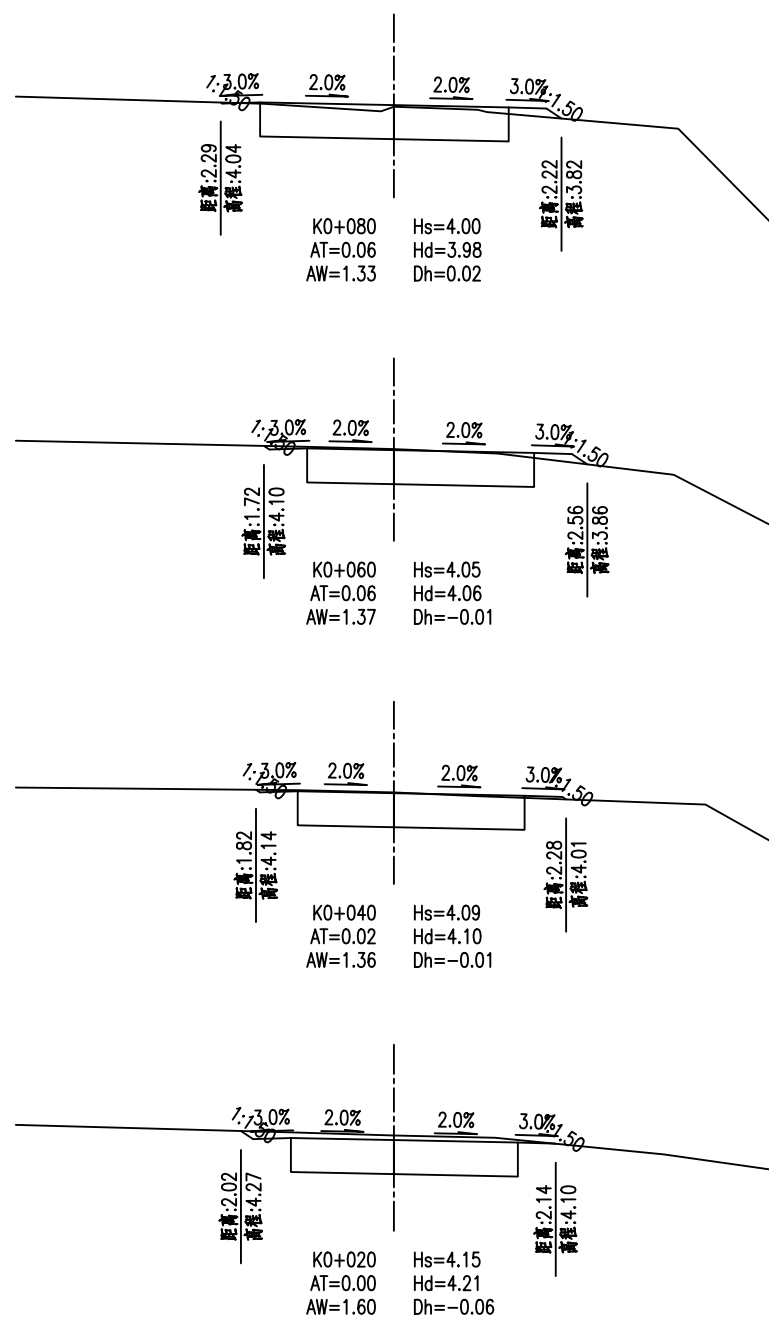 1:1.50 3.0% 2.0% 2.0% 3.0% 1:1.50
距离:2.29
高程:4.04
距离:2.22
高程:3.82
K0+080 Hs=4.00
AT=0.06 Hd=3.98
AW=1.33 Dh=0.02
1:1.50 3.0% 2.0% 2.0% 3.0% 1:1.50
距离:1.72
高程:4.10
距离:2.56
高程:3.86
K0+060 Hs=4.05
AT=0.06 Hd=4.06
AW=1.37 Dh=-0.01
1:1.50 3.0% 2.0% 2.0% 3.0% 1:1.50
距离:1.82
高程:4.14
距离:2.28
高程:4.01
K0+040 Hs=4.09
AT=0.02 Hd=4.10
AW=1.36 Dh=-0.01
1:1.50 3.0% 2.0% 2.0% 3.0% 1:1.50
距离:2.02
高程:4.27
距离:2.14
高程:4.10
K0+020 Hs=4.15
AT=0.00 Hd=4.21
AW=1.60 Dh=-0.06